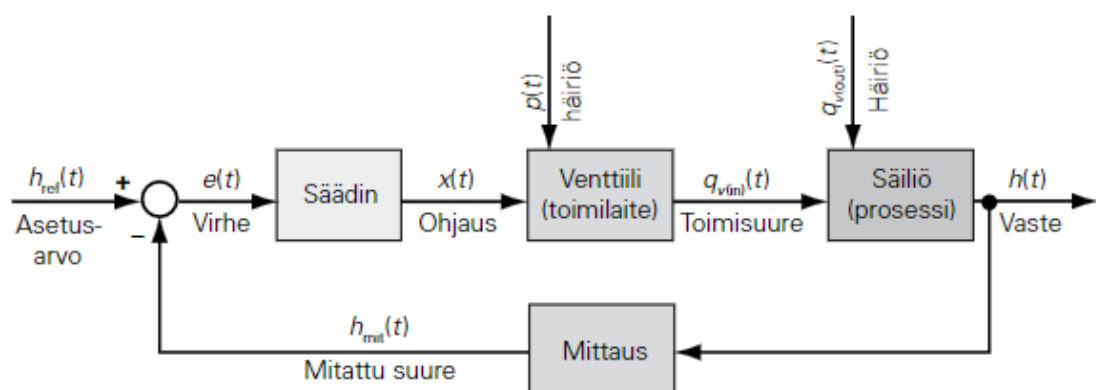 p(t)
häiriö
q_v(out)(t)
Häiriö
h_ref(t)
+
e(t)
Säädin
x(t)
Venttiili
(toimilaite)
q_v(in)(t)
Säiliö
(prosessi)
h(t)
Asetus-
arvo
−
Virhe
Ohjaus
Toimisuure
Vaste
h_mit(t)
Mitattu suure
Mittaus